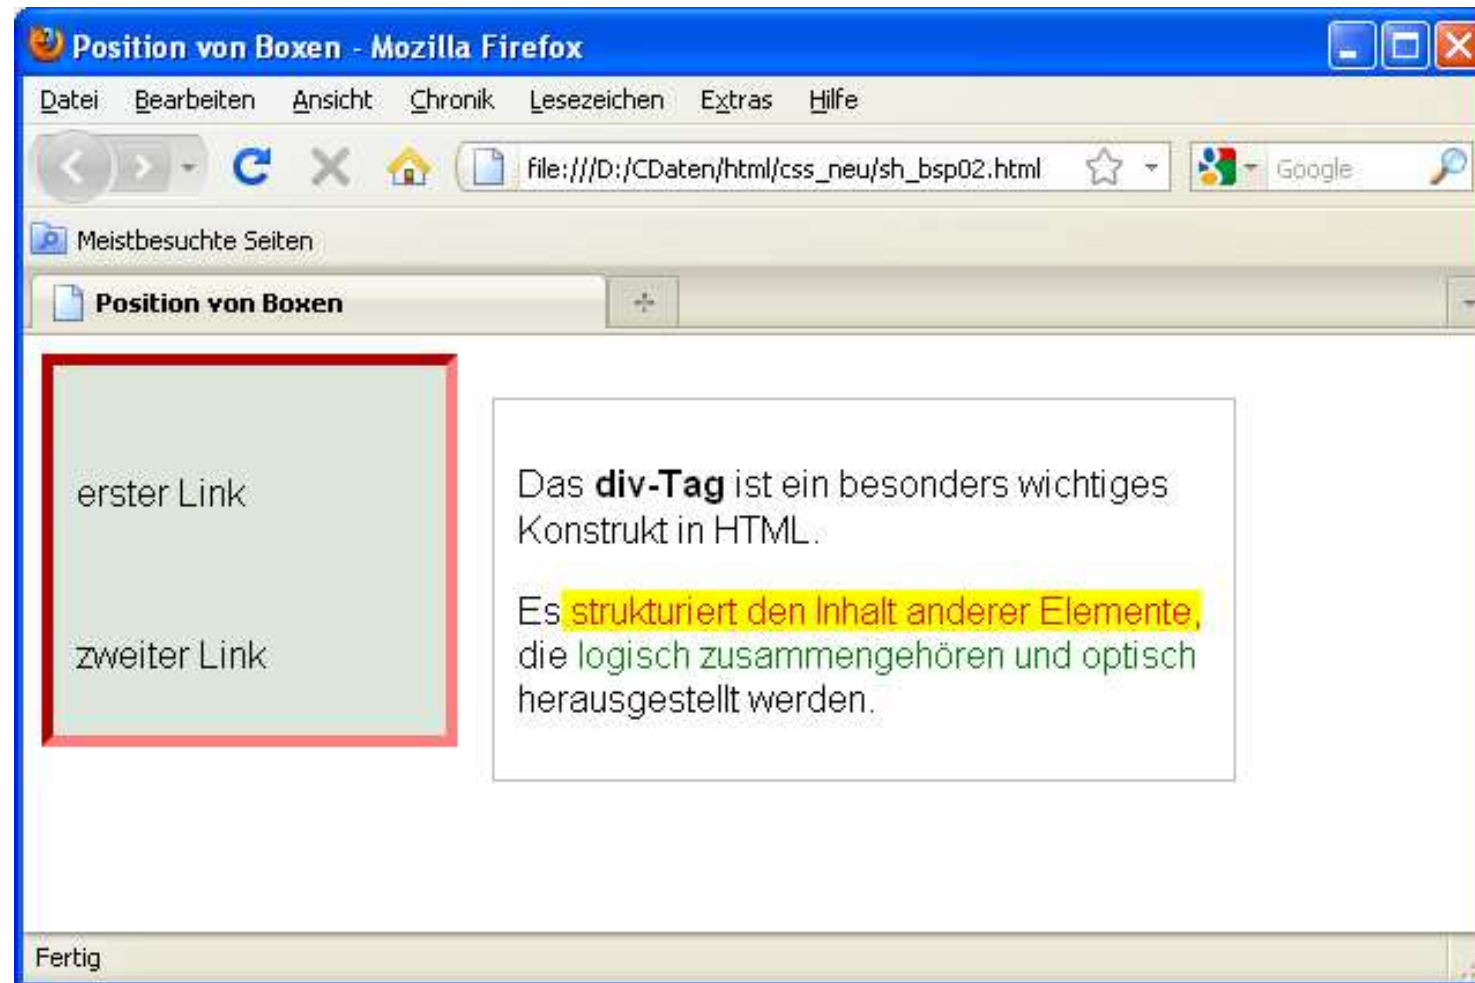 Position von Boxen - Mozilla Firefox
Datei Bearbeiten Ansicht Chronik Lesezeichen Extras Hilfe
file:///D:/CDaten/html/css_neu/sh_bsp02.html Google
Meistbesuchte Seiten
Position von Boxen
erster Link
zweiter Link
Das div-Tag ist ein besonders wichtiges
Konstrukt in HTML.
Es strukturiert den Inhalt anderer Elemente,
die logisch zusammengehören und optisch
herausgestellt werden.
Fertig